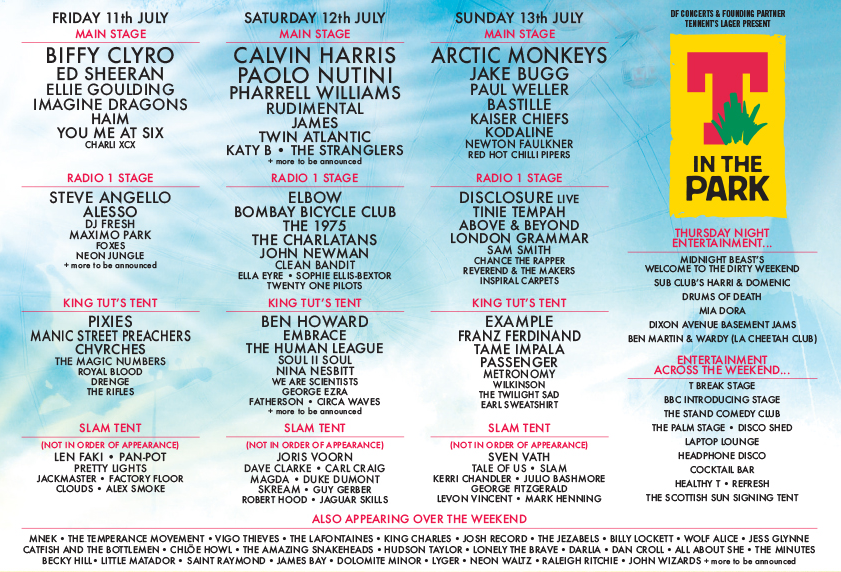 FRIDAY 11th JULY
MAIN STAGE
BIFFY CLYRO
ED SHEERAN
ELLIE GOULDING
IMAGINE DRAGONS
HAIM
YOU ME AT SIX
CHARLI XCX
RADIO 1 STAGE
STEVE ANGELLO
ALESSO
DJ FRESH
MAXIMO PARK
FOXES
NEON JUNGLE
+ more to be announced
KING TUT'S TENT
PIXIES
MANIC STREET PREACHERS
CHVRCHES
THE MAGIC NUMBERS
ROYAL BLOOD
DRENGE
THE RIFLES
SLAM TENT
(NOT IN ORDER OF APPEARANCE)
LEN FAKI • PAN-POT
PRETTY LIGHTS
JACKMASTER • FACTORY FLOOR
CLOUDS • ALEX SMOKE
SATURDAY 12th JULY
MAIN STAGE
CALVIN HARRIS
PAOLO NUTINI
PHARRELL WILLIAMS
RUDIMENTAL
JAMES
TWIN ATLANTIC
KATY B • THE STRANGLERS
+ more to be announced
RADIO 1 STAGE
ELBOW
BOMBAY BICYCLE CLUB
THE 1975
THE CHARLATANS
JOHN NEWMAN
CLEAN BANDIT
ELLA EYRE • SOPHIE ELLIS-BEXTOR
TWENTY ONE PILOTS
KING TUT'S TENT
BEN HOWARD
EMBRACE
THE HUMAN LEAGUE
SOUL II SOUL
NINA NESBITT
WE ARE SCIENTISTS
GEORGE EZRA
FATHERSON • CIRCA WAVES
+ more to be announced
SLAM TENT
(NOT IN ORDER OF APPEARANCE)
JORIS VOORN
DAVE CLARKE • CARL CRAIG
MAGDA • DUKE DUMONT
SKREAM • GUY GERBER
ROBERT HOOD • JAGUAR SKILLS
SUNDAY 13th JULY
MAIN STAGE
ARCTIC MONKEYS
JAKE BUGG
PAUL WELLER
BASTILLE
KAISER CHIEFS
KODALINE
NEWTON FAULKNER
RED HOT CHILLI PIPERS
RADIO 1 STAGE
DISCLOSURE LIVE
TINIE TEMPAH
ABOVE & BEYOND
LONDON GRAMMAR
SAM SMITH
CHANCE THE RAPPER
REVEREND & THE MAKERS
INSPIRAL CARPETS
KING TUT'S TENT
EXAMPLE
FRANZ FERDINAND
TAME IMPALA
PASSENGER
METRONOMY
WILKINSON
THE TWILIGHT SAD
EARL SWEATSHIRT
SLAM TENT
(NOT IN ORDER OF APPEARANCE)
SVEN VATH
TALE OF US • SLAM
KERRI CHANDLER • JULIO BASHMORE
GEORGE FITZGERALD
LEVON VINCENT • MARK HENNING
DF CONCERTS & FOUNDING PARTNER
TENNENT'S LAGER PRESENT
T
IN THE
PARK
THURSDAY NIGHT
ENTERTAINMENT...
MIDNIGHT BEAST'S
WELCOME TO THE DIRTY WEEKEND
SUB CLUB'S HARRI & DOMENIC
DRUMS OF DEATH
MIA DORA
DIXON AVENUE BASEMENT JAMS
BEN MARTIN & WARDY (LA CHEETAH CLUB)
ENTERTAINMENT
ACROSS THE WEEKEND...
T BREAK STAGE
BBC INTRODUCING STAGE
THE STAND COMEDY CLUB
THE PALM STAGE • DISCO SHED
LAPTOP LOUNGE
HEADPHONE DISCO
COCKTAIL BAR
HEALTHY T • REFRESH
THE SCOTTISH SUN SIGNING TENT
ALSO APPEARING OVER THE WEEKEND
MNEK • THE TEMPERANCE MOVEMENT • VIGO THIEVES • THE LAFONTAINES • KING CHARLES • JOSH RECORD • THE JEZABELS • BILLY LOCKETT • WOLF ALICE • JESS GLYNNE
CATFISH AND THE BOTTLEMEN • CHLÖE HOWL • THE AMAZING SNAKEHEADS • HUDSON TAYLOR • LONELY THE BRAVE • DARLIA • DAN CROLL • ALL ABOUT SHE • THE MINUTES
BECKY HILL• LITTLE MATADOR • SAINT RAYMOND • JAMES BAY • DOLOMITE MINOR • LYGER • NEON WALTZ • RALEIGH RITCHIE • JOHN WIZARDS + more to be announced